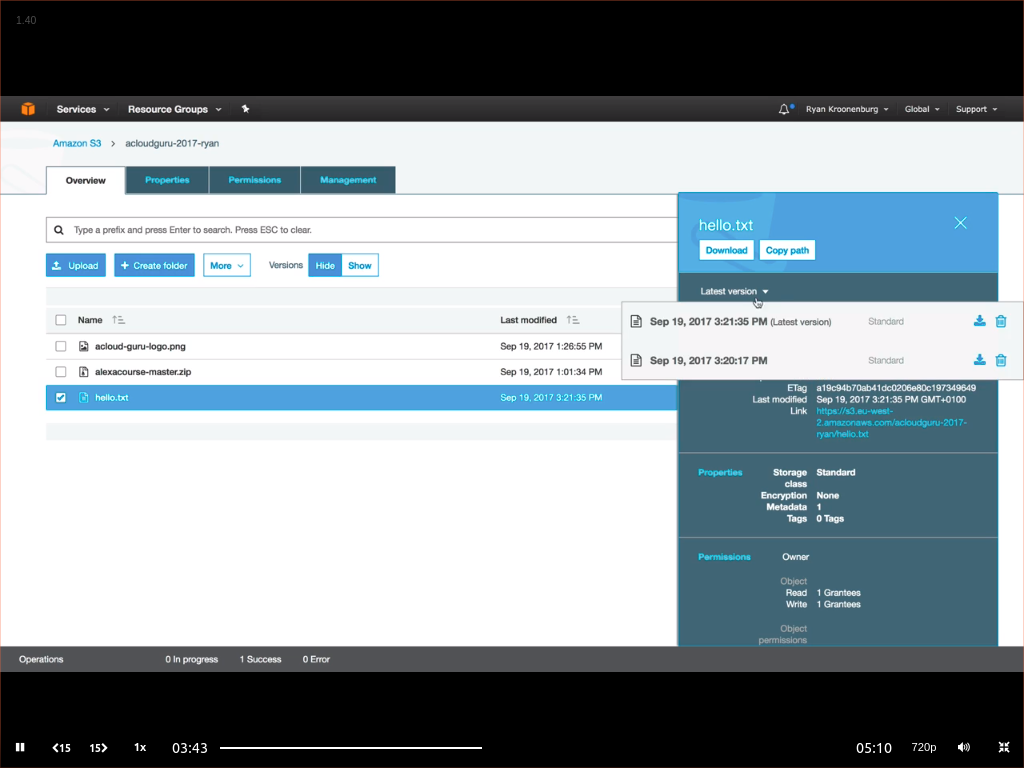 1.40
Services
Resource Groups
Ryan Kroonenburg
Global
Support
Amazon S3 > acloudguru-2017-ryan
Overview
Properties
Permissions
Management
Type a prefix and press Enter to search. Press ESC to clear.
Upload
+ Create folder
More
Versions
Hide
Show
Name
Last modified
acloud-guru-logo.png
Sep 19, 2017 1:26:55 PM
alexacourse-master.zip
Sep 19, 2017 1:01:34 PM
hello.txt
Sep 19, 2017 3:21:35 PM
hello.txt
Download
Copy path
Latest version
Sep 19, 2017 3:21:35 PM (Latest version)
Standard
Sep 19, 2017 3:20:17 PM
Standard
ETag a19c94b70ab41dc0206e80c197349649
Last modified Sep 19, 2017 3:21:35 PM GMT+0100
Link https://s3.eu-west-
2.amazonaws.com/acloudguru-2017-
ryan/hello.txt
Properties
Storage Standard
class
Encryption None
Metadata 1
Tags 0 Tags
Permissions
Owner
Object
Read 1 Grantees
Write 1 Grantees
Object
permissions
Operations
0 In progress
1 Success
0 Error
15
15
1x
03:43
05:10
720p